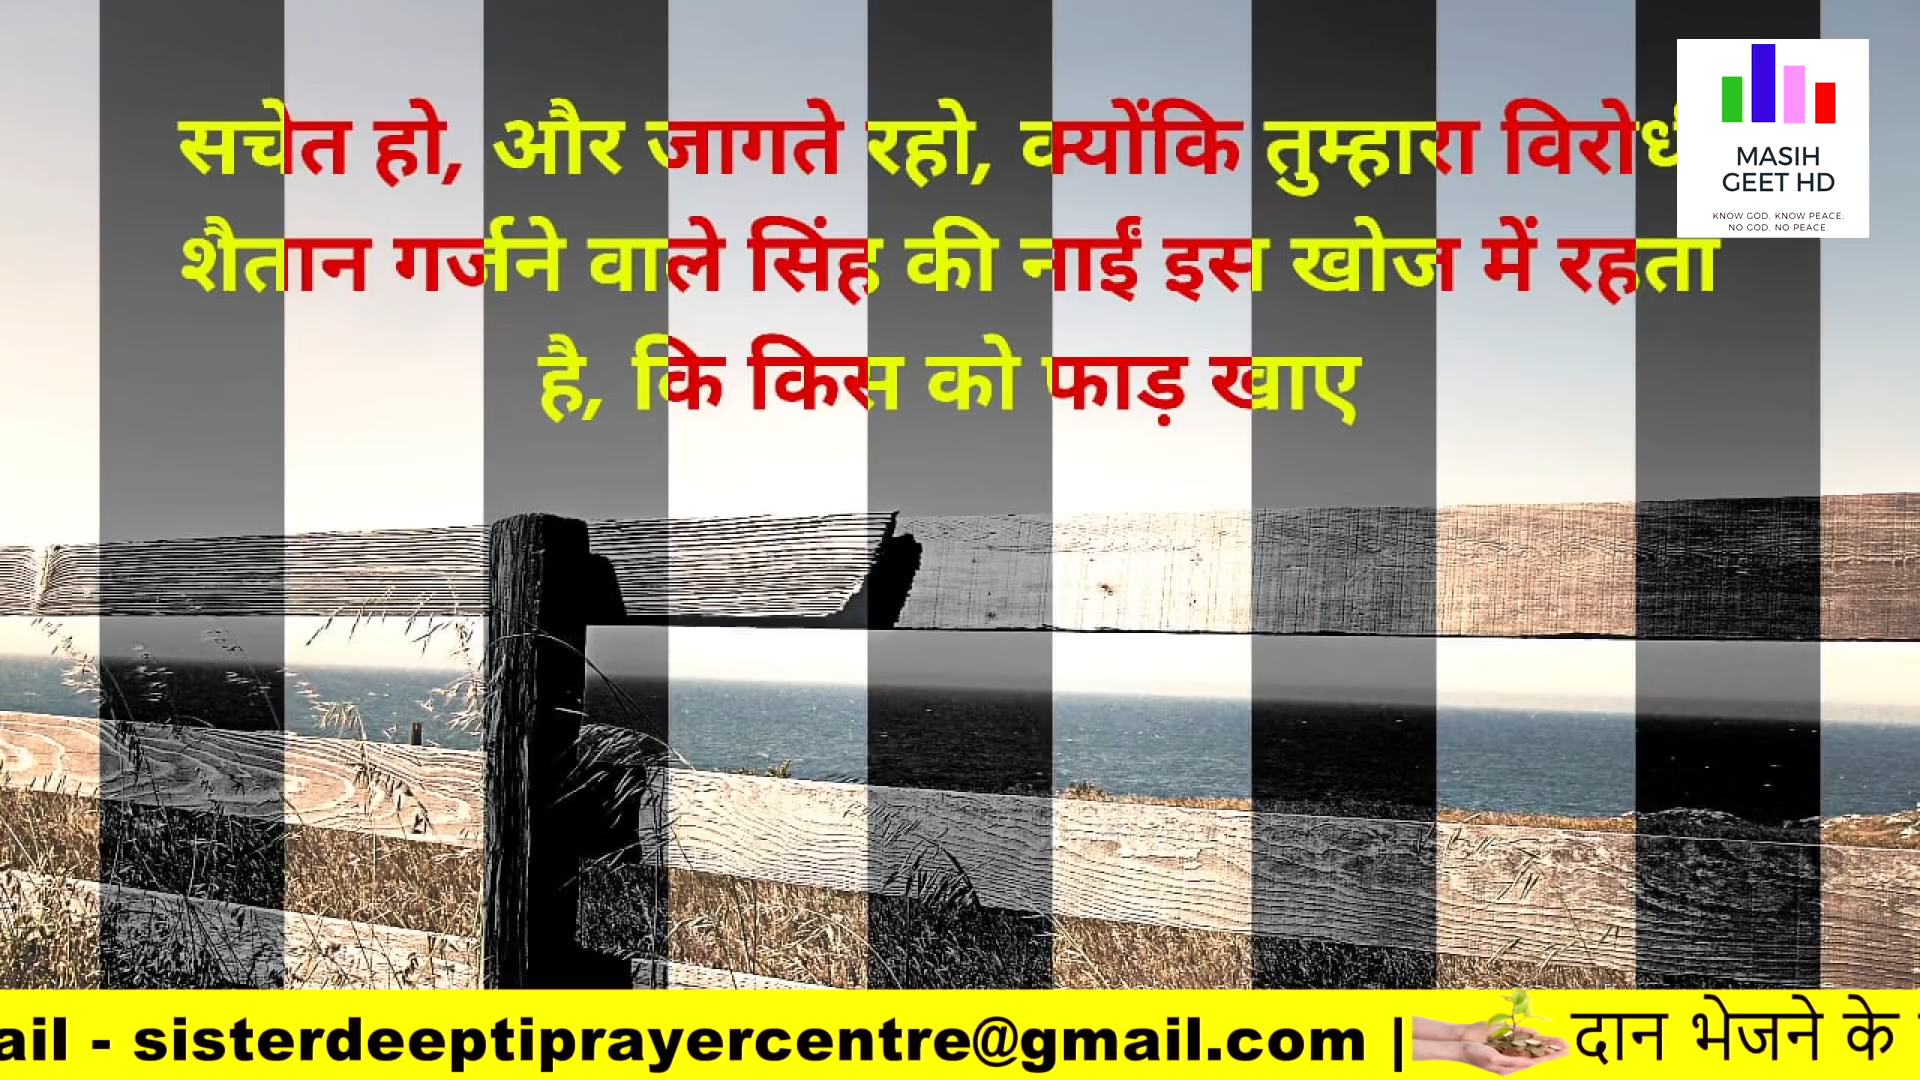 सचेत हो, और जागते रहो, क्योंकि तुम्हारा
शैतान गर्जने वाले सिंह की नाईं इस खोज में रहता
है, कि किस को फाड़ खाए
MASIH
GEET HD
KNOW GOD. KNOW PEACE.
NO GOD. NO PEACE.
ail - sisterdeeptiprayercentre@gmail.com | दान भेजने के